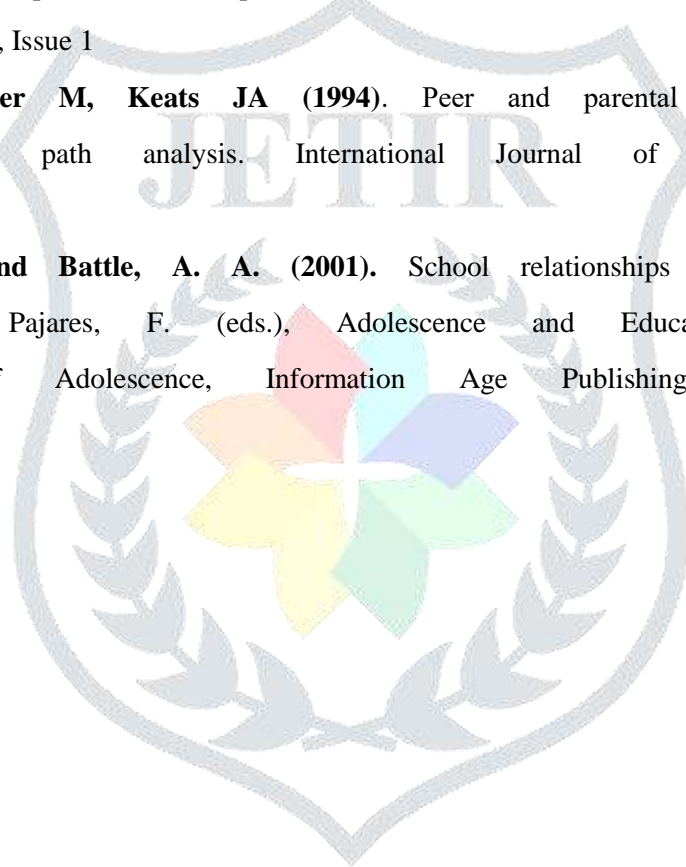 , Issue 1
er M, Keats JA (1994). Peer and parental
JETIR
path analysis. International Journal of
nd Battle, A. A. (2001). School relationships
Pajares, F. (eds.), Adolescence and Educa
f Adolescence, Information Age Publishing